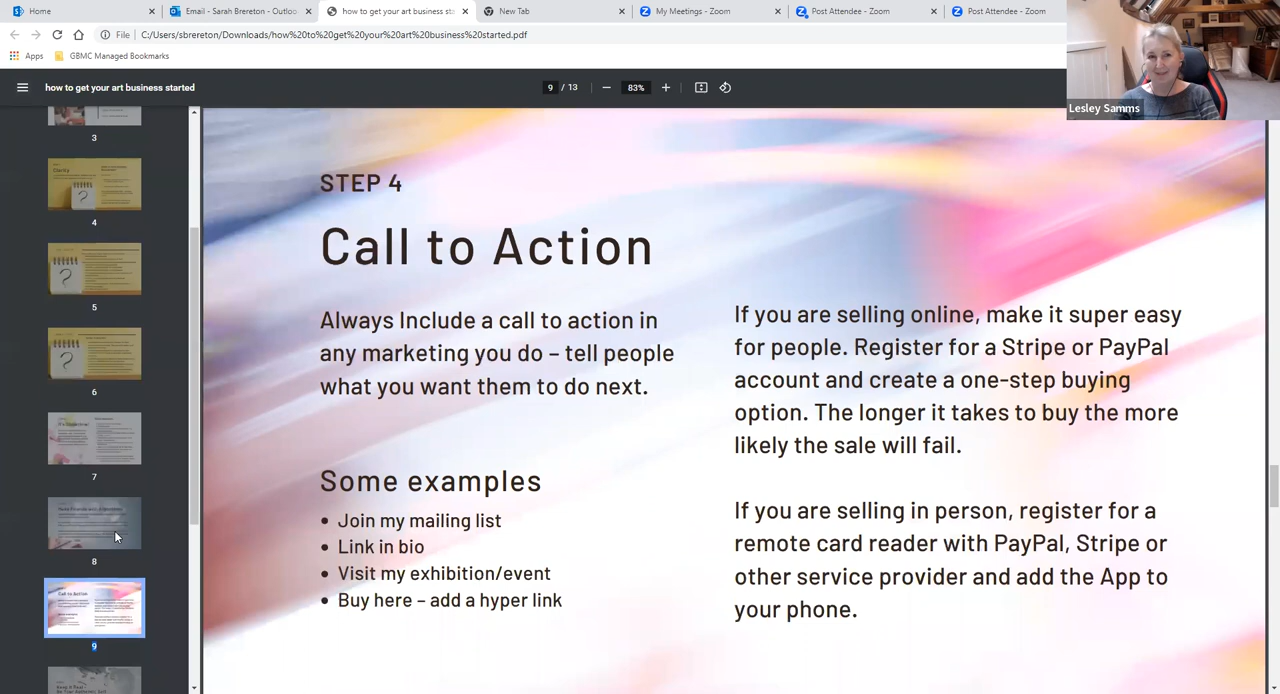 Home
Email - Sarah Brereton - Outloo
how to get your art business sta
New Tab
My Meetings - Zoom
Post Attendee - Zoom
Post Attendee - Zoom
File
C:/Users/sbrereton/Downloads/how%20to%20get%20your%20art%20business%20started.pdf
Apps
GBMC Managed Bookmarks
how to get your art business started
9 / 13
83%
Lesley Samms
3
Clarity
4
5
6
7
8
Call to Action
9
STEP 4
Call to Action
Always Include a call to action in
any marketing you do – tell people
what you want them to do next.
Some examples
• Join my mailing list
• Link in bio
• Visit my exhibition/event
• Buy here – add a hyper link
If you are selling online, make it super easy
for people. Register for a Stripe or PayPal
account and create a one-step buying
option. The longer it takes to buy the more
likely the sale will fail.
If you are selling in person, register for a
remote card reader with PayPal, Stripe or
other service provider and add the App to
your phone.